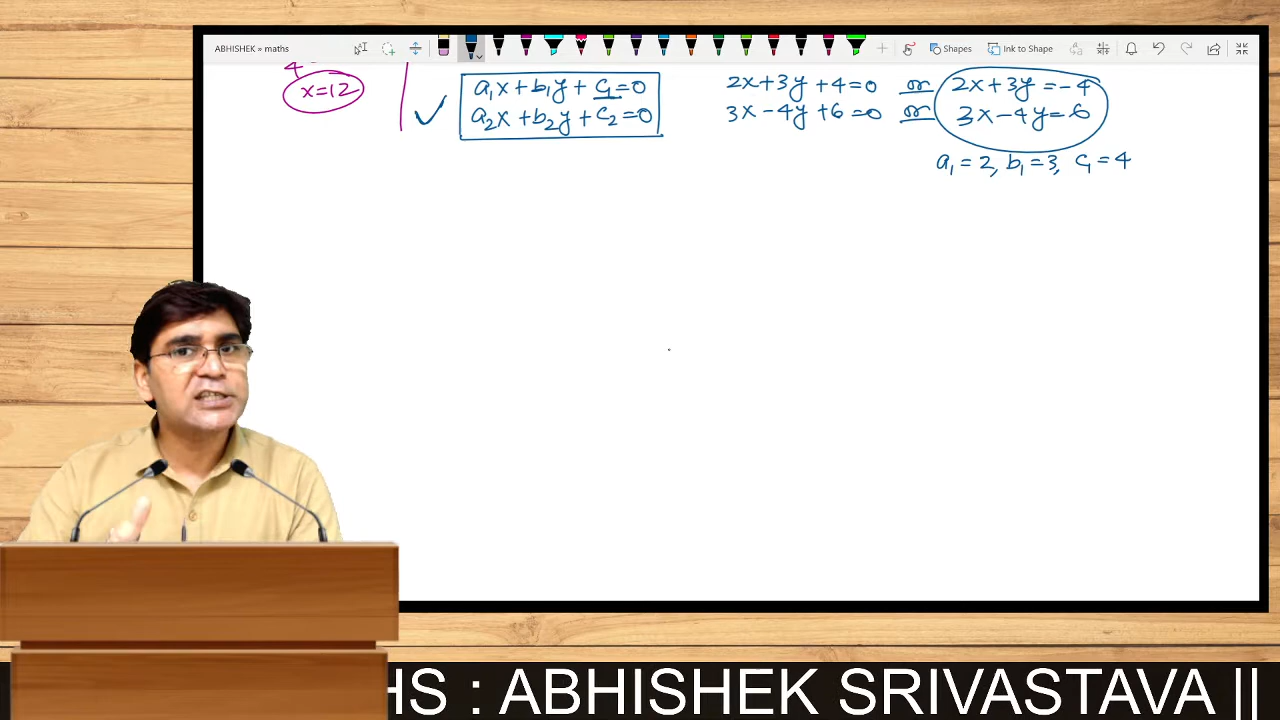 ABHISHEK » maths
Shapes
Ink to Shape
4
x=12
a₁x + b₁y + c₁=0
a₂x + b₂y + c₂=0
2x+3y+4=0 or 2x+3y=-4
3x-4y+6=0 or 3x-4y=-6
a₁=2, b₁=3, c₁=4
HS : ABHISHEK SRIVASTAVA ||